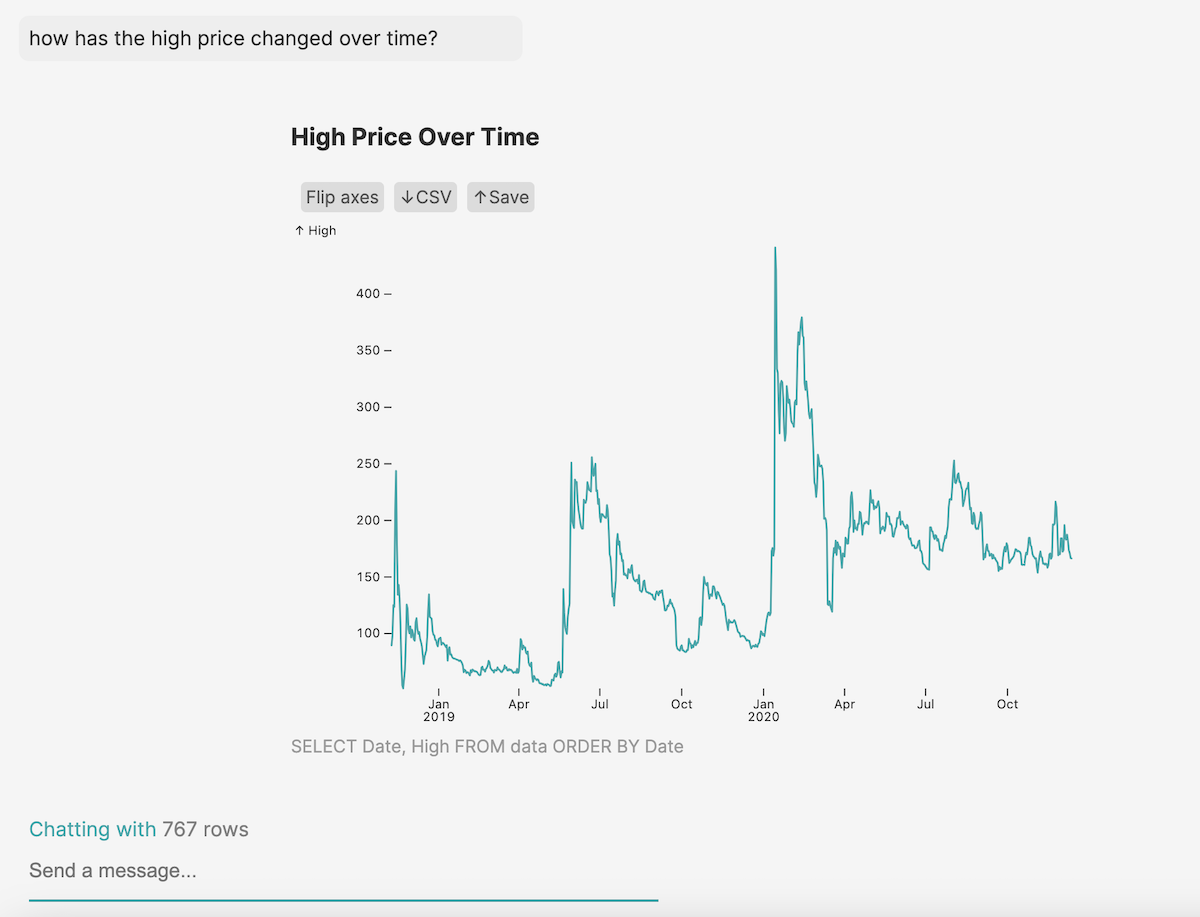 how has the high price changed over time?
High Price Over Time
Flip axes ↓CSV ↑Save
↑ High
400
350
300
250
200
150
100
Jan Apr Jul Oct Jan Apr Jul Oct
2019 2020
SELECT Date, High FROM data ORDER BY Date
Chatting with 767 rows
Send a message...